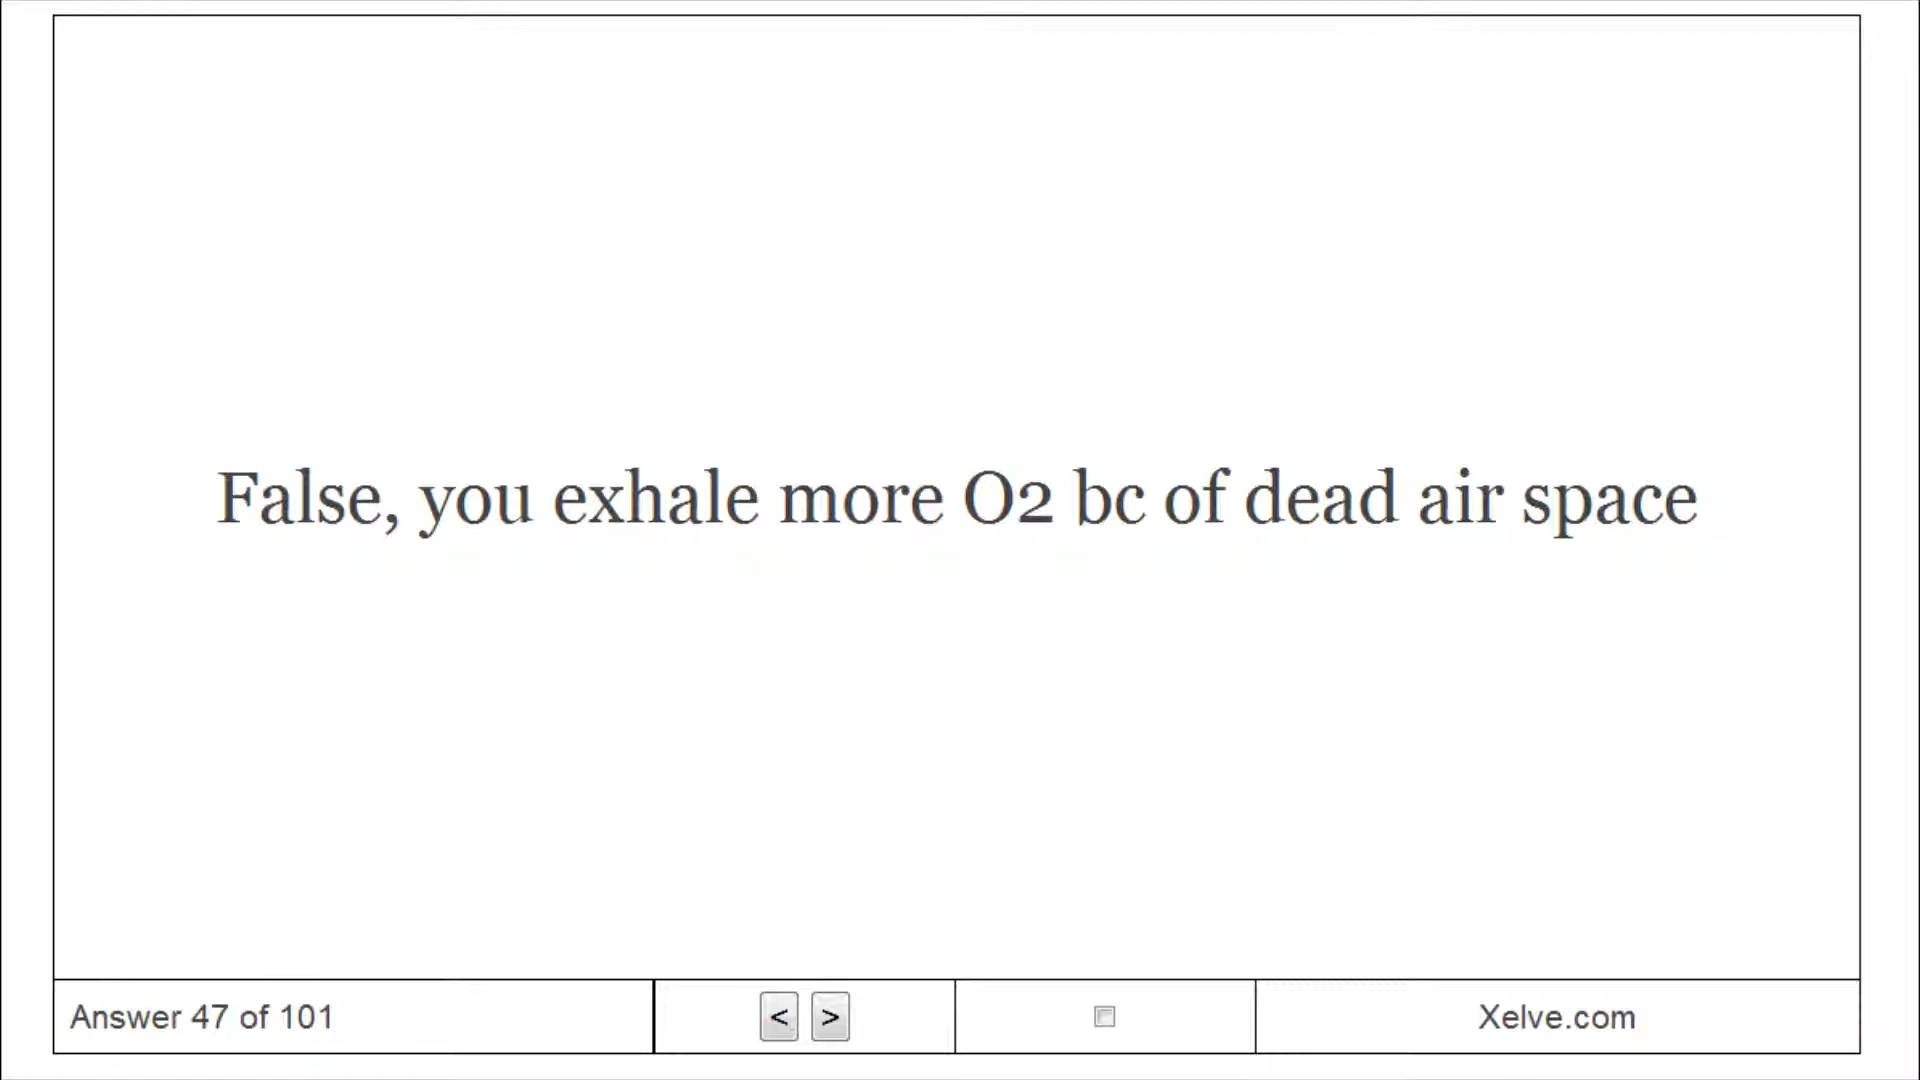 False, you exhale more O2 bc of dead air space
Answer 47 of 101
< >
Xelve.com